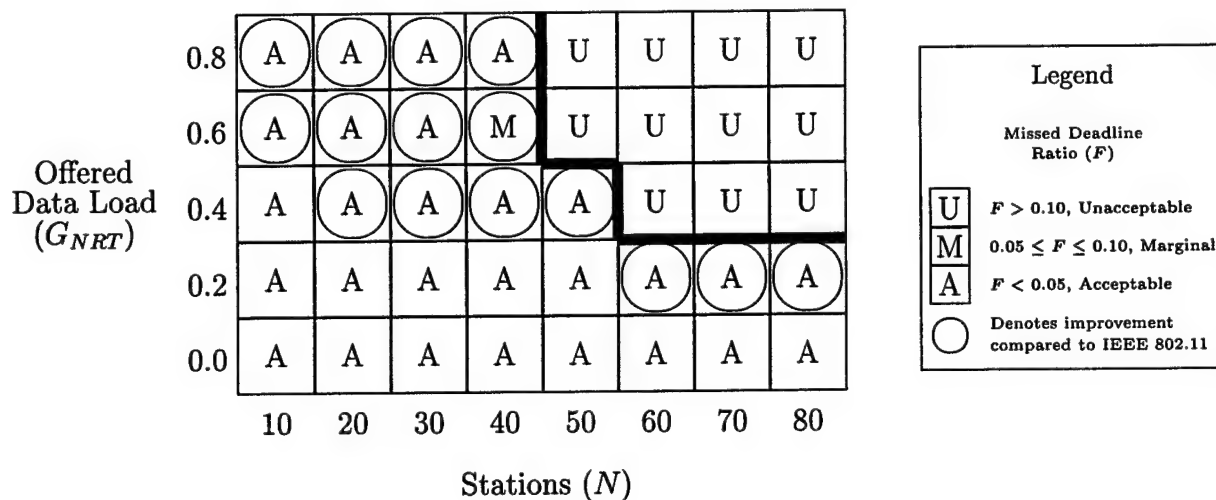 0.8 A A A A U U U U
0.6 A A A M U U U U
Offered
Data Load
(G_NRT)
0.4 A A A A A U U U
0.2 A A A A A A A A
0.0 A A A A A A A A
10 20 30 40 50 60 70 80
Stations (N)
Legend
Missed Deadline
Ratio (F)
U F > 0.10, Unacceptable
M 0.05 ≤ F ≤ 0.10, Marginal
A F < 0.05, Acceptable
Denotes improvement
compared to IEEE 802.11